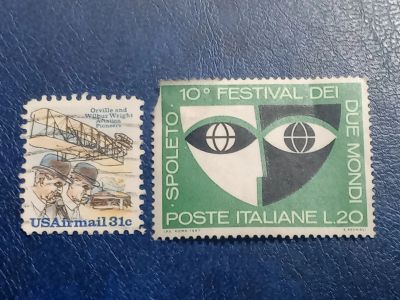 Orville and
Wilbur Wright
Aviation
Pioneers
USAirmail 31c
10° FESTIVAL DEI
DUE MONDI
SPOLETO
POSTE ITALIANE L.20